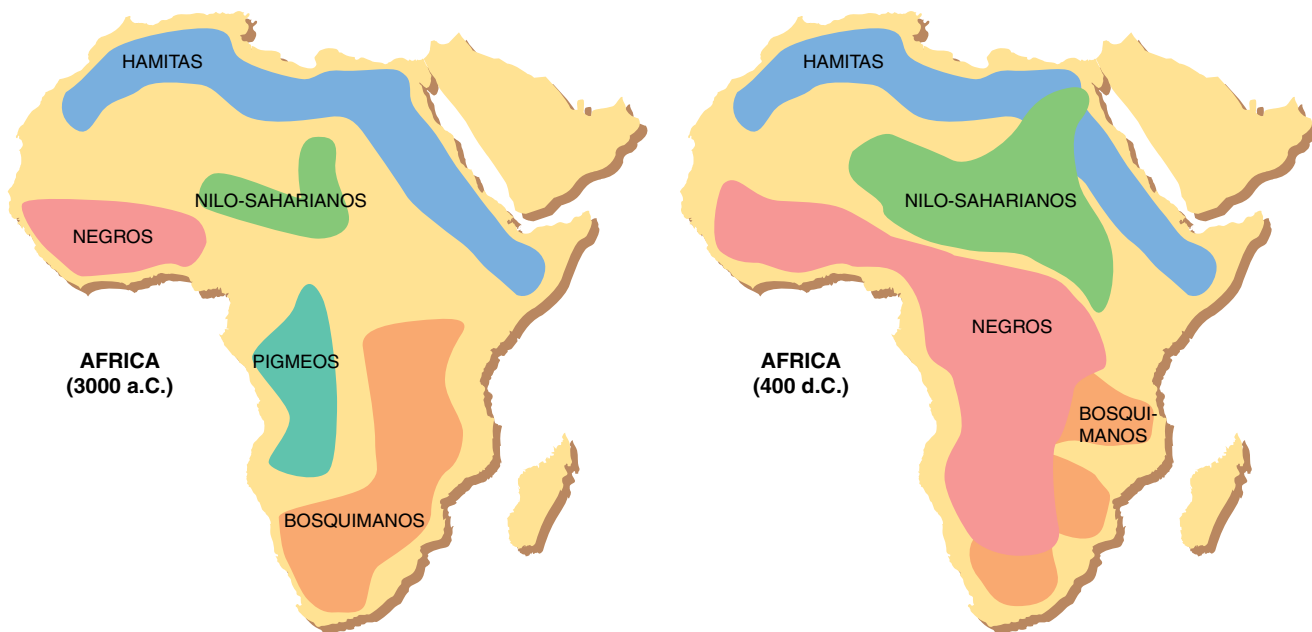 HAMITAS
NILO-SAHARIANOS
NEGROS
PIGMEOS
AFRICA
(3000 a.C.)
BOSQUIMANOS
HAMITAS
NILO-SAHARIANOS
NEGROS
AFRICA
(400 d.C.)
BOSQUI-
MANOS